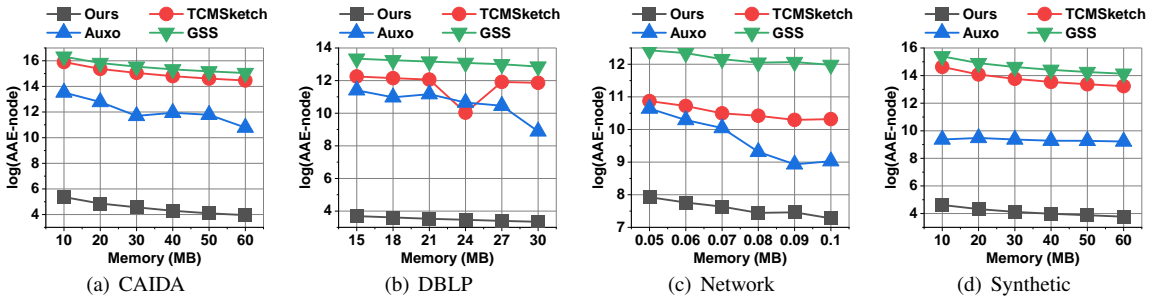 Ours TCMSketch
Auxo GSS
log(AAE-node)
16
14
12
10
8
6
4
10 20 30 40 50 60
Memory (MB)
(a) CAIDA
Ours TCMSketch
Auxo GSS
log(AAE-node)
14
12
10
8
6
4
15 18 21 24 27 30
Memory (MB)
(b) DBLP
Ours TCMSketch
Auxo GSS
log(AAE-node)
12
11
10
9
8
7
0.05 0.06 0.07 0.08 0.09 0.1
Memory (MB)
(c) Network
Ours TCMSketch
Auxo GSS
log(AAE-node)
16
14
12
10
8
6
4
10 20 30 40 50 60
Memory (MB)
(d) Synthetic